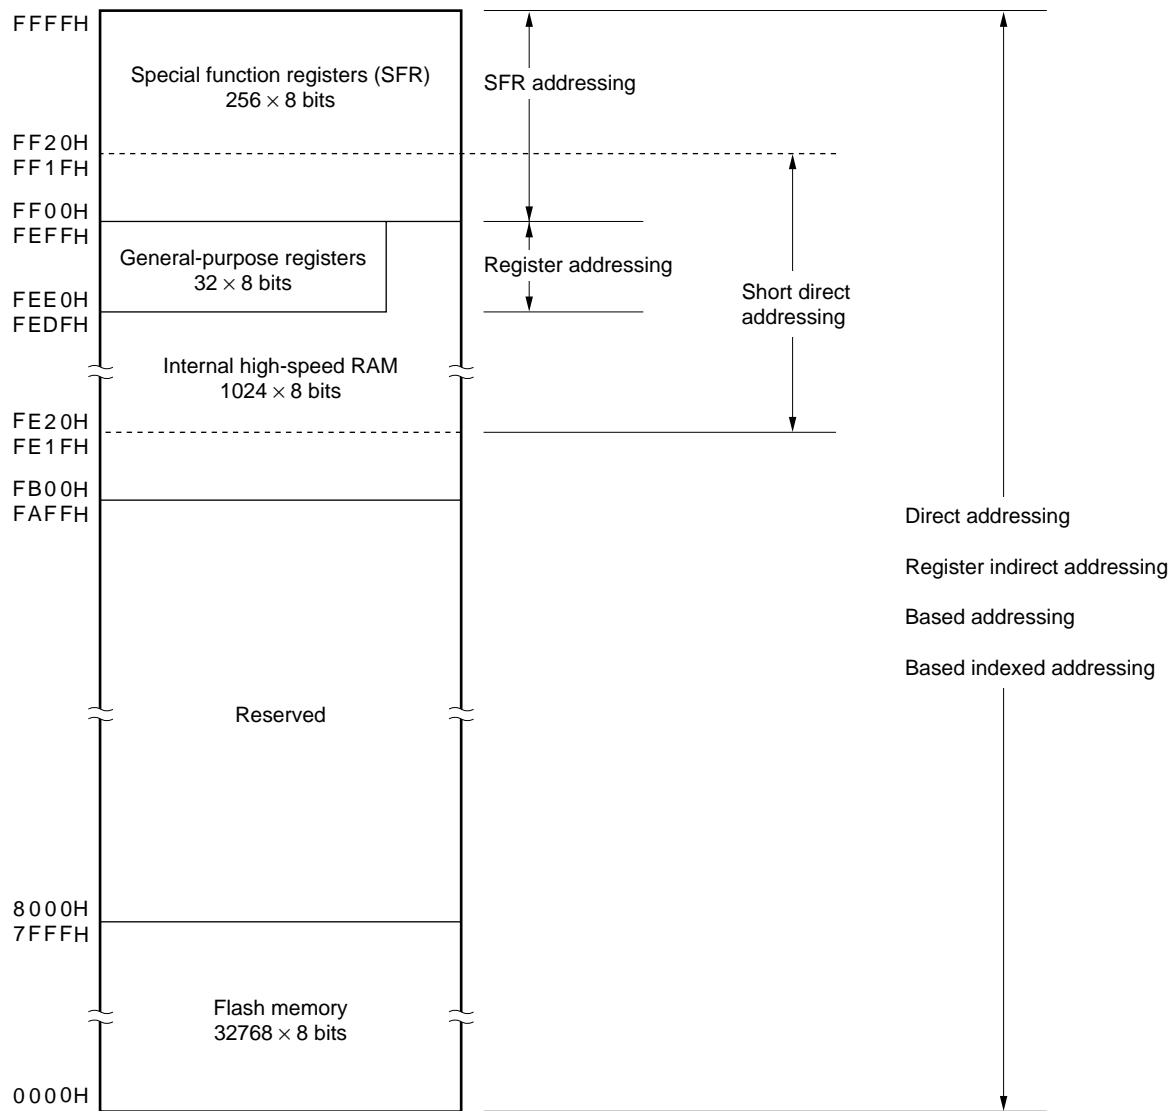 FFFFH
Special function registers (SFR)
256 × 8 bits
SFR addressing
FF20H
FF1FH
FF00H
FEFFH
General-purpose registers
32 × 8 bits
Register addressing
Short direct
addressing
FEE0H
FEDFH
Internal high-speed RAM
1024 × 8 bits
FE20H
FE1FH
FB00H
FAFFH
Direct addressing
Register indirect addressing
Based addressing
Based indexed addressing
Reserved
8000H
7FFFH
Flash memory
32768 × 8 bits
0000H